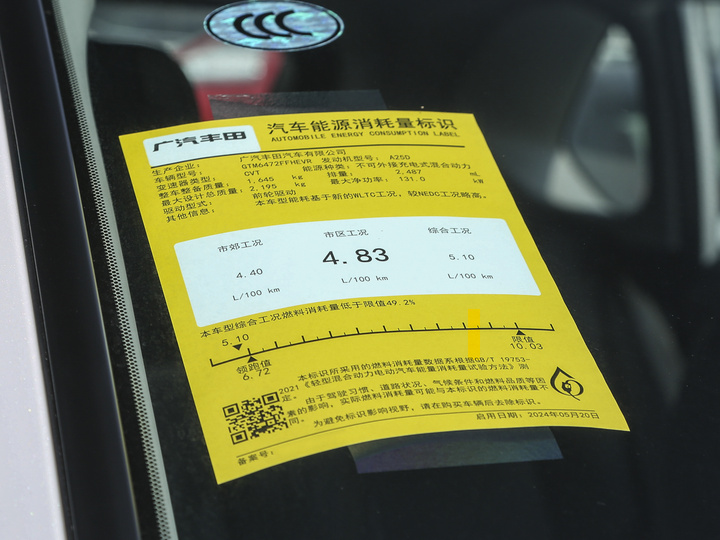 CCC
广汽丰田
汽车能源消耗量标识
AUTOMOBILE ENERGY CONSUMPTION LABEL
生产企业： 广汽丰田汽车有限公司
车辆型号： GTM6472FFHEVR 发动机型号： A25D
变速器类型： CVT 能源种类：不可外接充电式混合动力
整车整备质量： 1,645 kg 排量： 2,487 mL
最大设计总质量： 2,195 kg 最大净功率： 131.0 kW
驱动型式： 前轮驱动
其他信息： 本车型能耗基于新的WLTC工况，较NEDC工况略高。
市郊工况 市区工况 综合工况
4.40 4.83 5.10
L/100 km L/100 km L/100 km
本车型综合工况燃料消耗量低于限值49.2%
5.10
领跑值 限值
6.72 10.03
本标识所采用的燃料消耗量数据系根据GB/T 19753-
2021《轻型混合动力电动汽车能量消耗量试验方法》测
定。由于驾驶习惯、道路状况、气候条件和燃料品质等因
素的影响，实际燃料消耗量可能与本标识的燃料消耗量不
同。
为避免标识影响视野，请在购买车辆后去除标识。
备案号： 启用日期：2024年05月20日